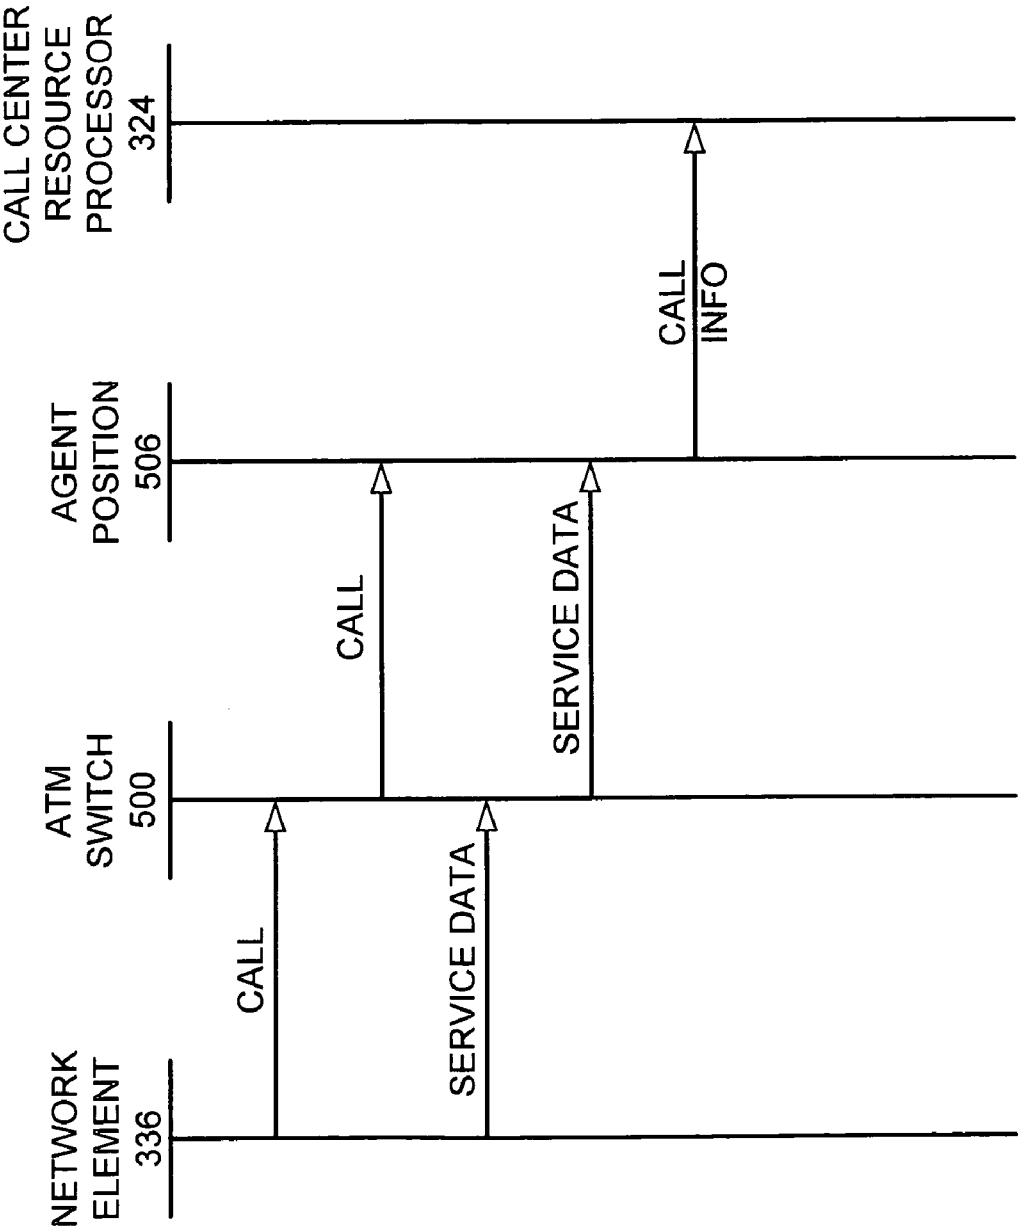 NETWORK
ELEMENT
336
ATM
SWITCH
500
AGENT
POSITION
506
CALL CENTER
RESOURCE
PROCESSOR
324
CALL
CALL
SERVICE DATA
SERVICE DATA
CALL
INFO